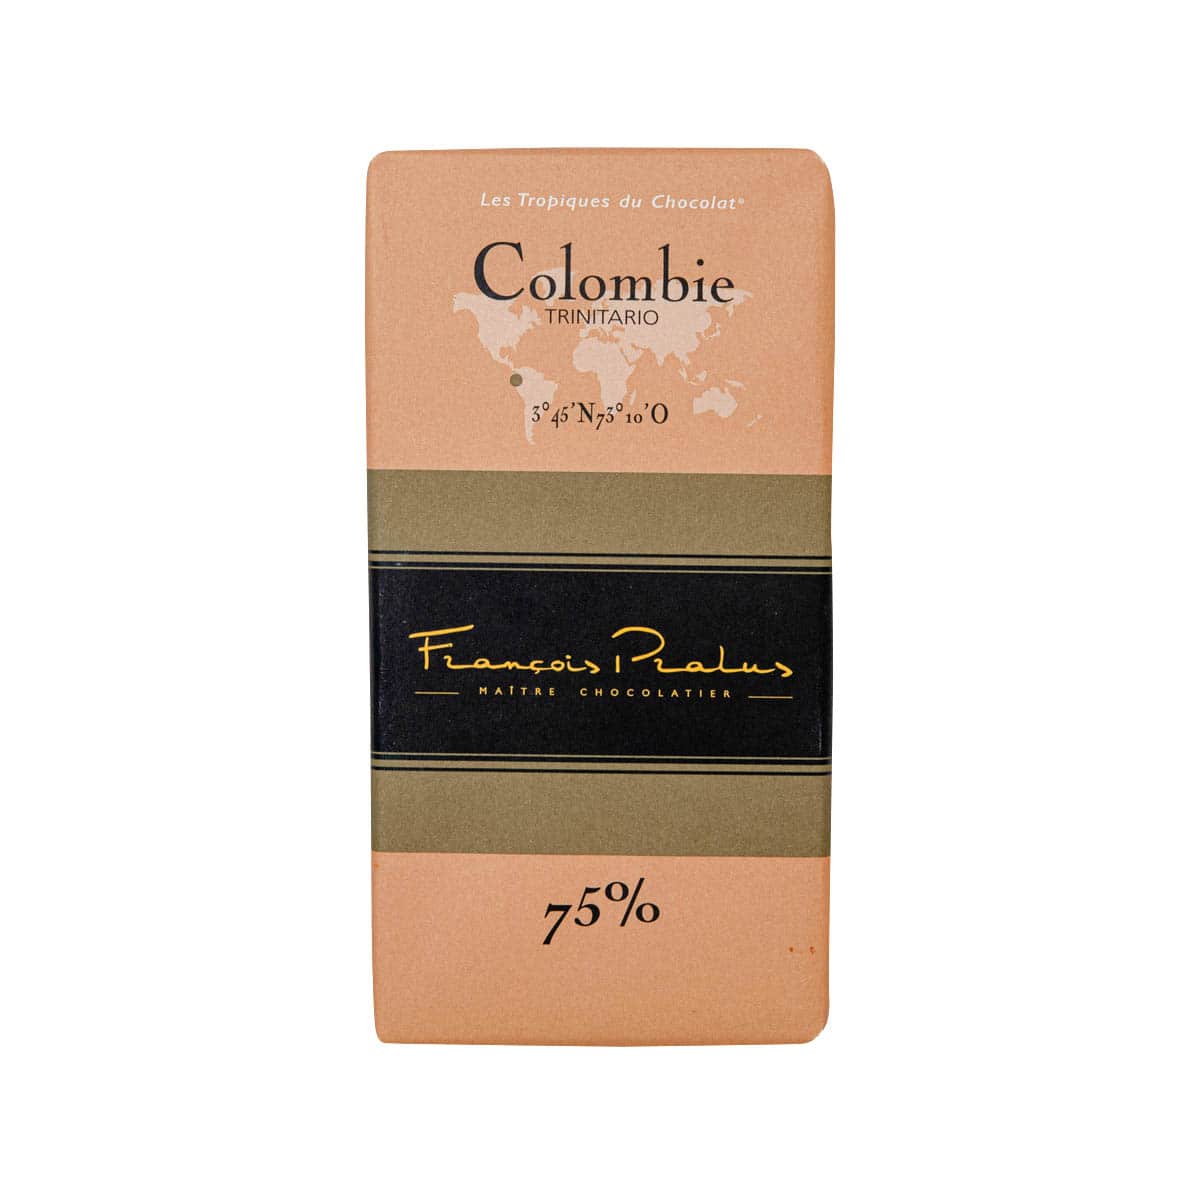 Les Tropiques du Chocolat®
Colombie
TRINITARIO
3°45'N73°10'O
François Pralus
MAÎTRE CHOCOLATIER
75%